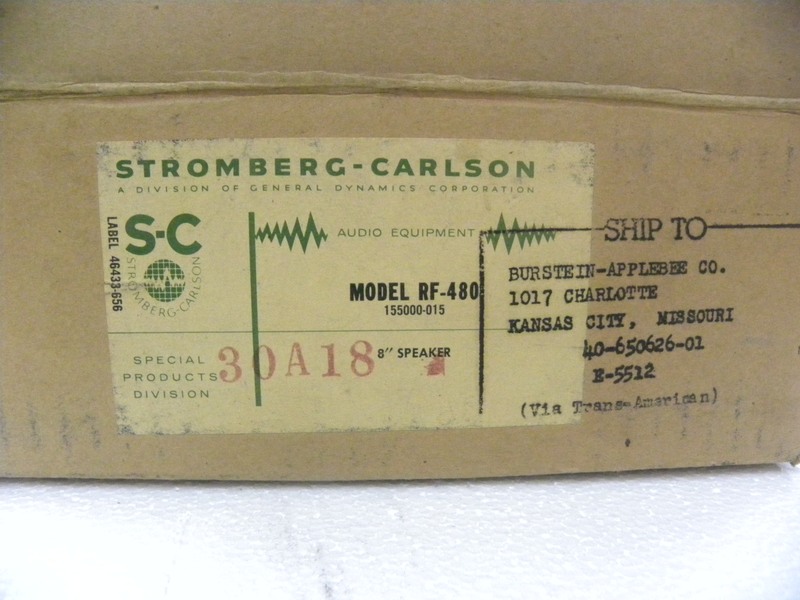 STROMBERG-CARLSON
A DIVISION OF GENERAL DYNAMICS CORPORATION
LABEL 46433-656
S-C
STROMBERG-CARLSON
AUDIO EQUIPMENT
MODEL RF-480
155000-015
SPECIAL
PRODUCTS
DIVISION
30A18
8" SPEAKER
SHIP TO
BURSTEIN-APPLEBEE CO.
1017 CHARLOTTE
KANSAS CITY, MISSOURI
40-650626-01
E-5512
(Via Trans-American)